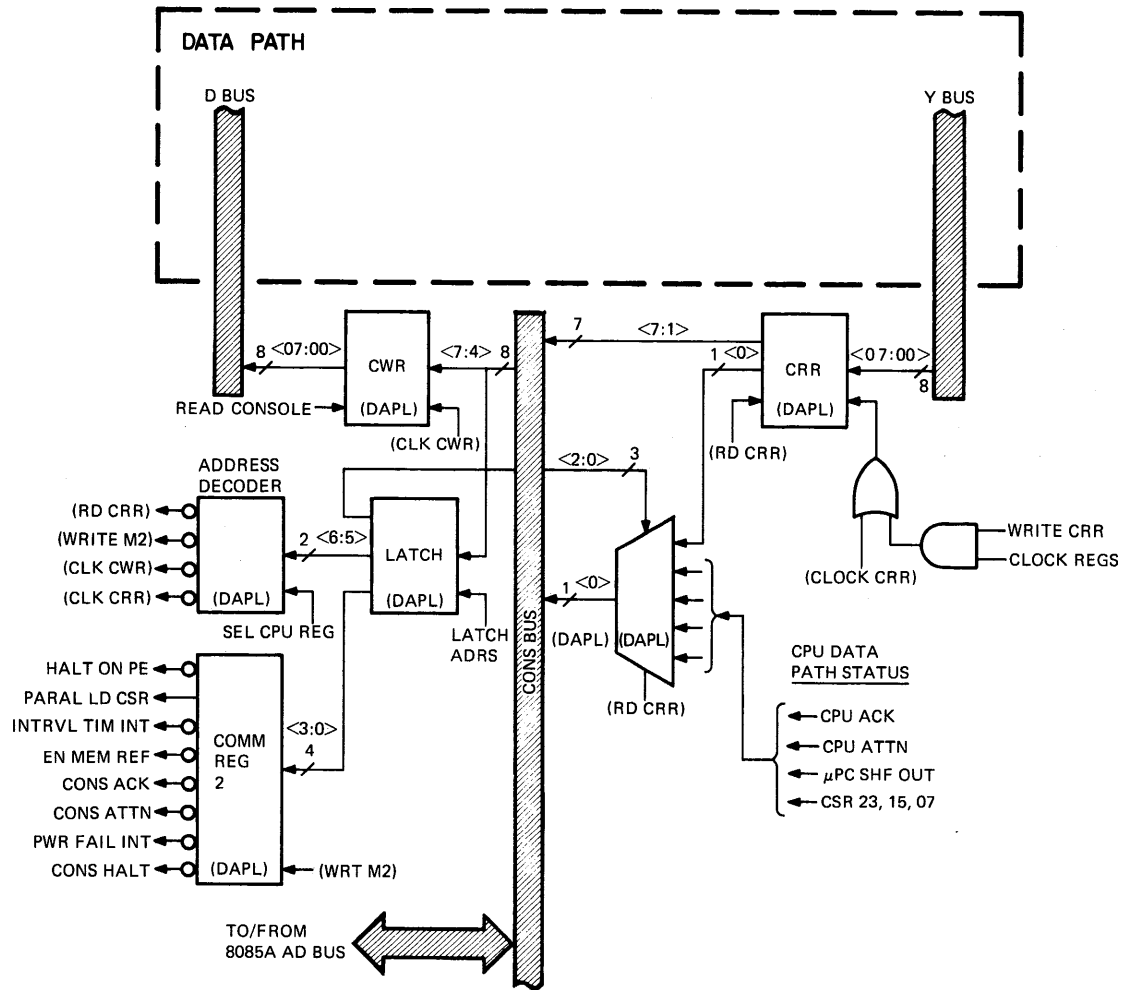 DATA PATH
D BUS
Y BUS
8
<07:00>
CWR
(DAPL)
<7:4>
8
READ CONSOLE
(CLK CWR)
7
<7:1>
1
<0>
CRR
(DAPL)
<07:00>
8
(RD CRR)
ADDRESS
DECODER
(RD CRR)
(WRITE M2)
(CLK CWR)
(CLK CRR)
(DAPL)
SEL CPU REG
2
<6:5>
LATCH
(DAPL)
LATCH
ADRS
<2:0>
3
1
<0>
(DAPL)
(DAPL)
(RD CRR)
CONS BUS
WRITE CRR
CLOCK REGS
(CLOCK CRR)
CPU DATA
PATH STATUS
CPU ACK
CPU ATTN
μPC SHF OUT
CSR 23, 15, 07
HALT ON PE
PARAL LD CSR
INTRVL TIM INT
EN MEM REF
CONS ACK
CONS ATTN
PWR FAIL INT
CONS HALT
COMM
REG
2
(DAPL)
<3:0>
4
(WRT M2)
TO/FROM
8085A AD BUS